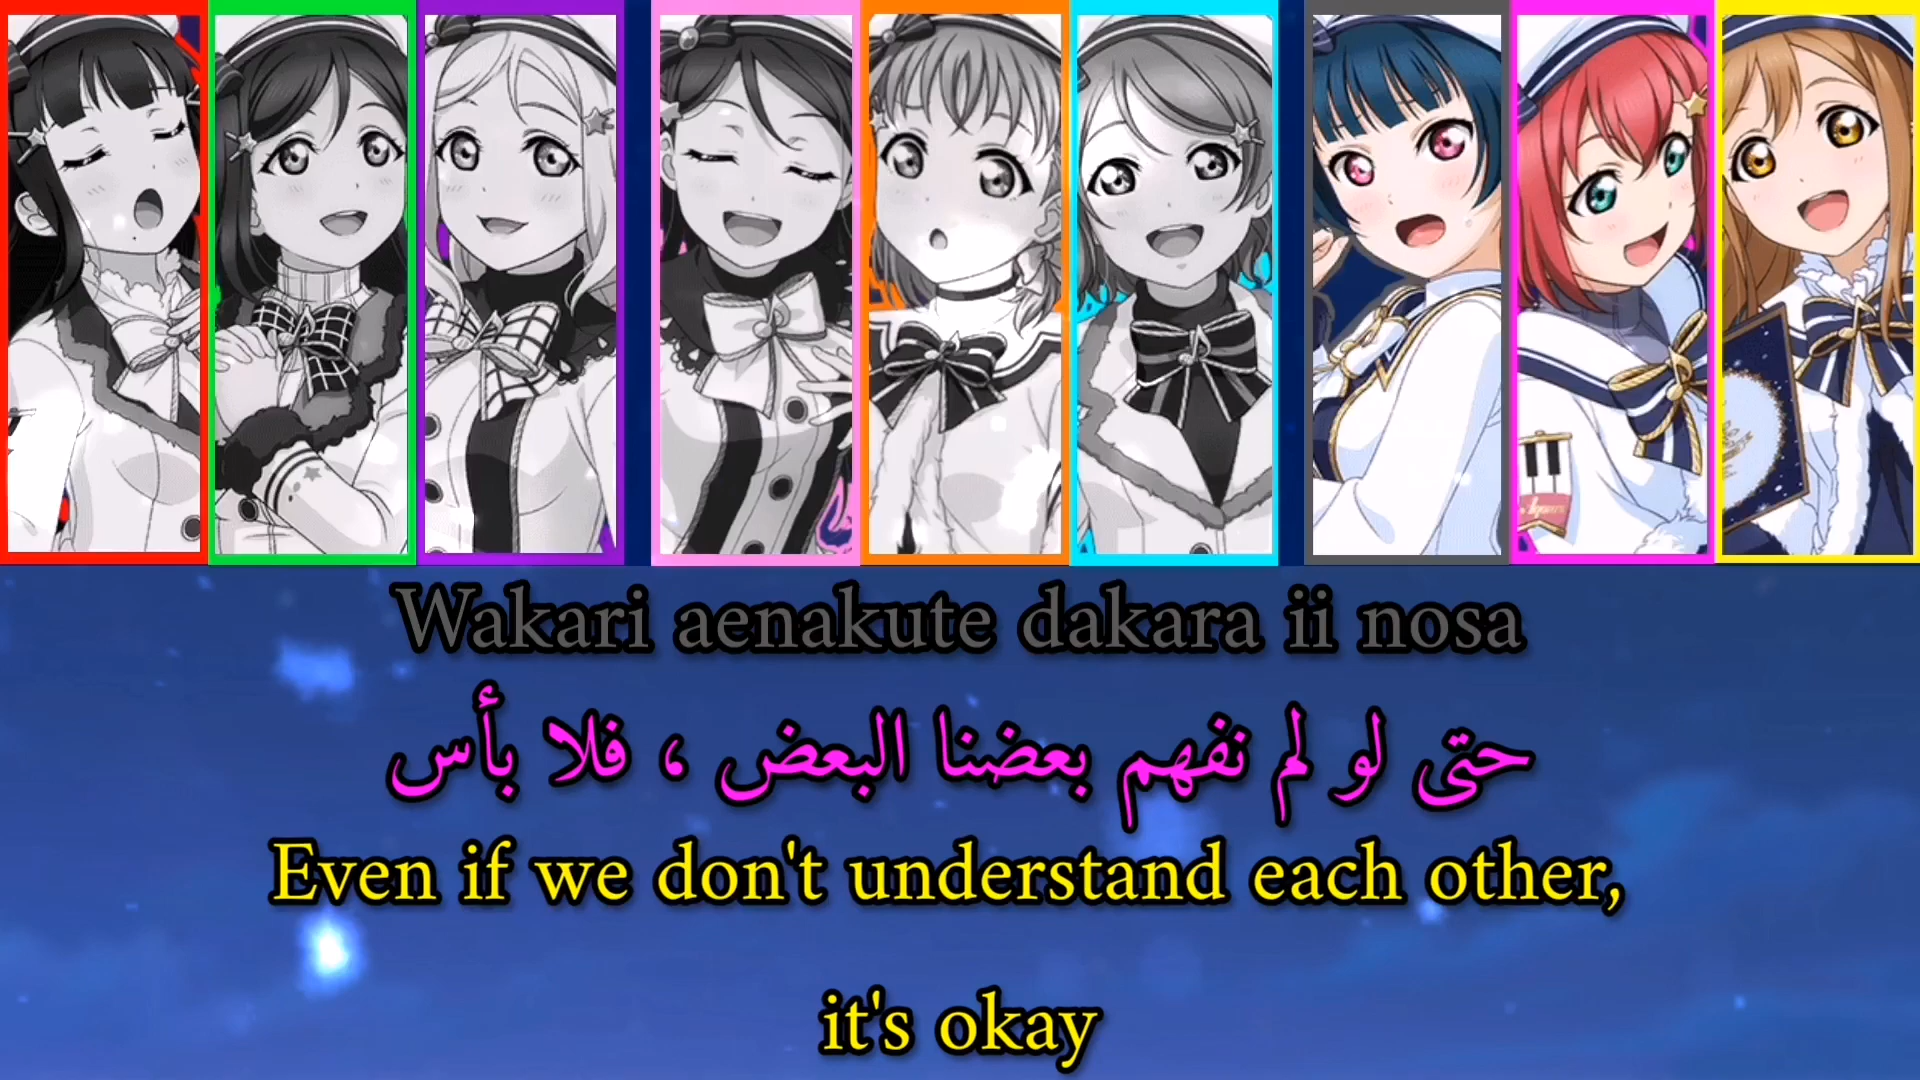 Wakari aenakute dakara ii nosa
حتى لو لم نفهم بعضنا البعض ، فلا بأس
Even if we don't understand each other,
it's okay